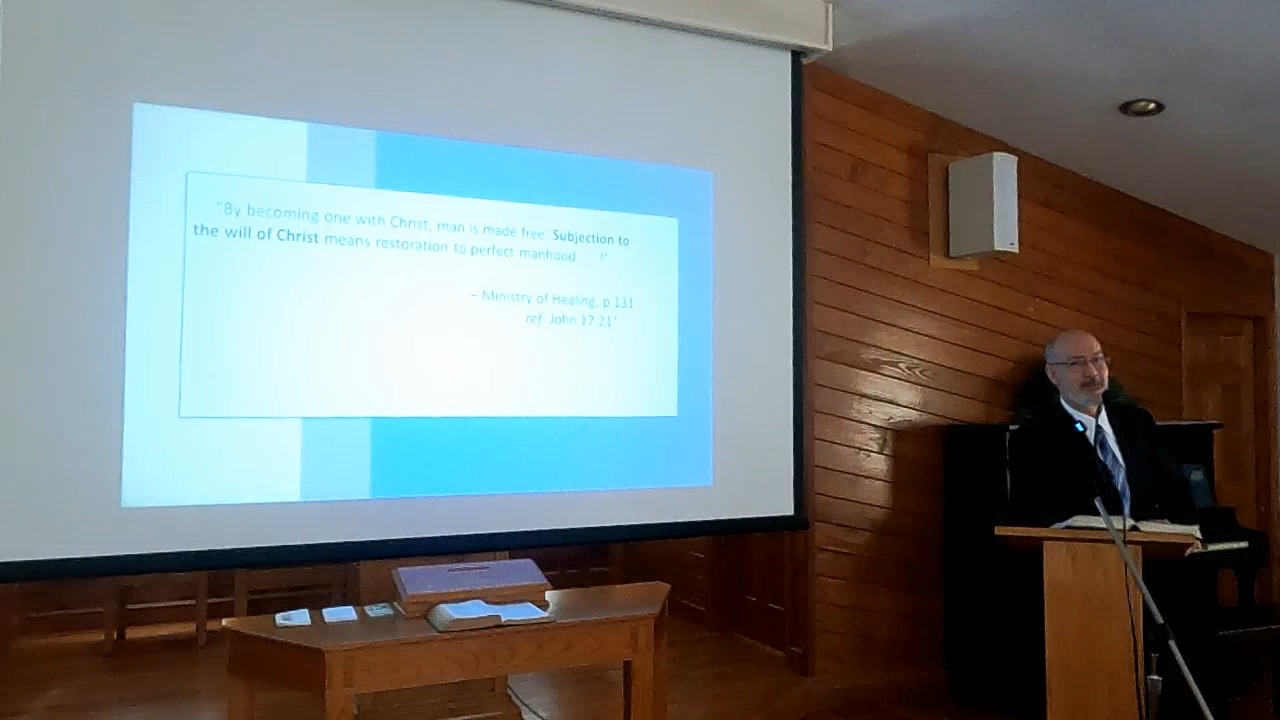 "By becoming one with Christ, man is made free. Subjection to
the will of Christ means restoration to perfect manhood !"
– Ministry of Healing, p.131
ref. John 17:21"